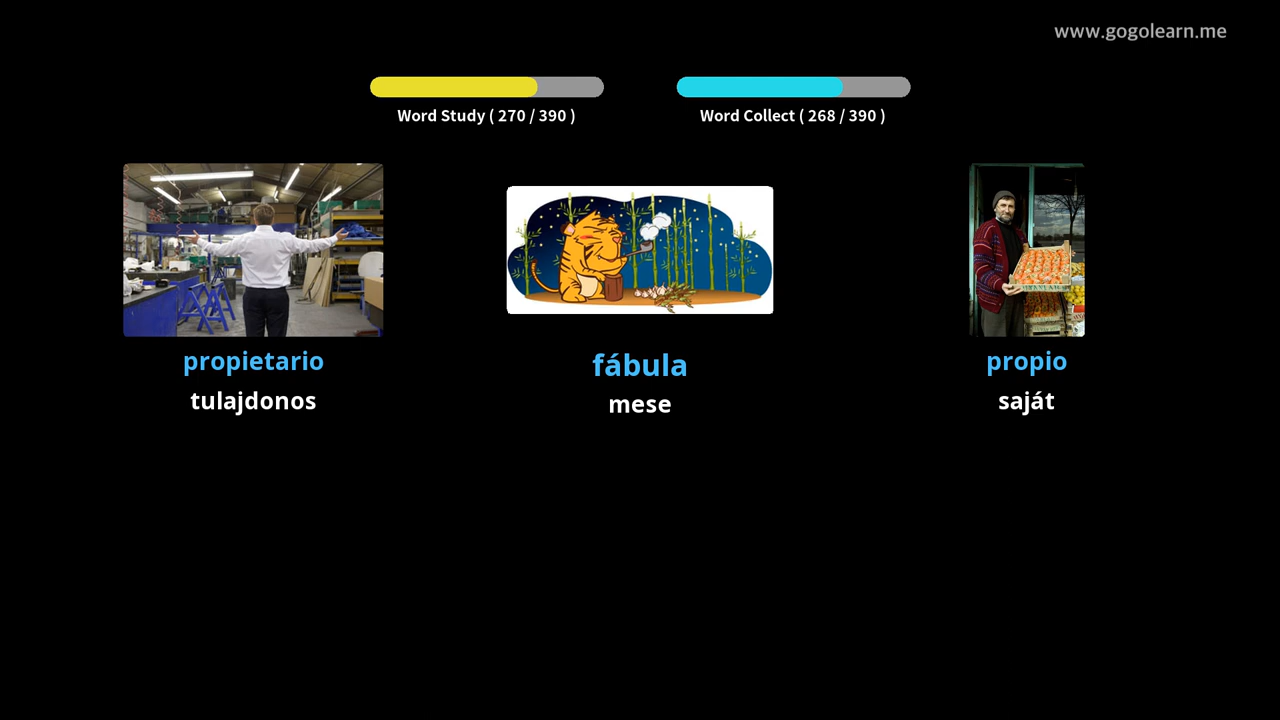 www.gogolearn.me
Word Study ( 270 / 390 )
Word Collect ( 268 / 390 )
propietario
tulajdonos
fábula
mese
propio
saját